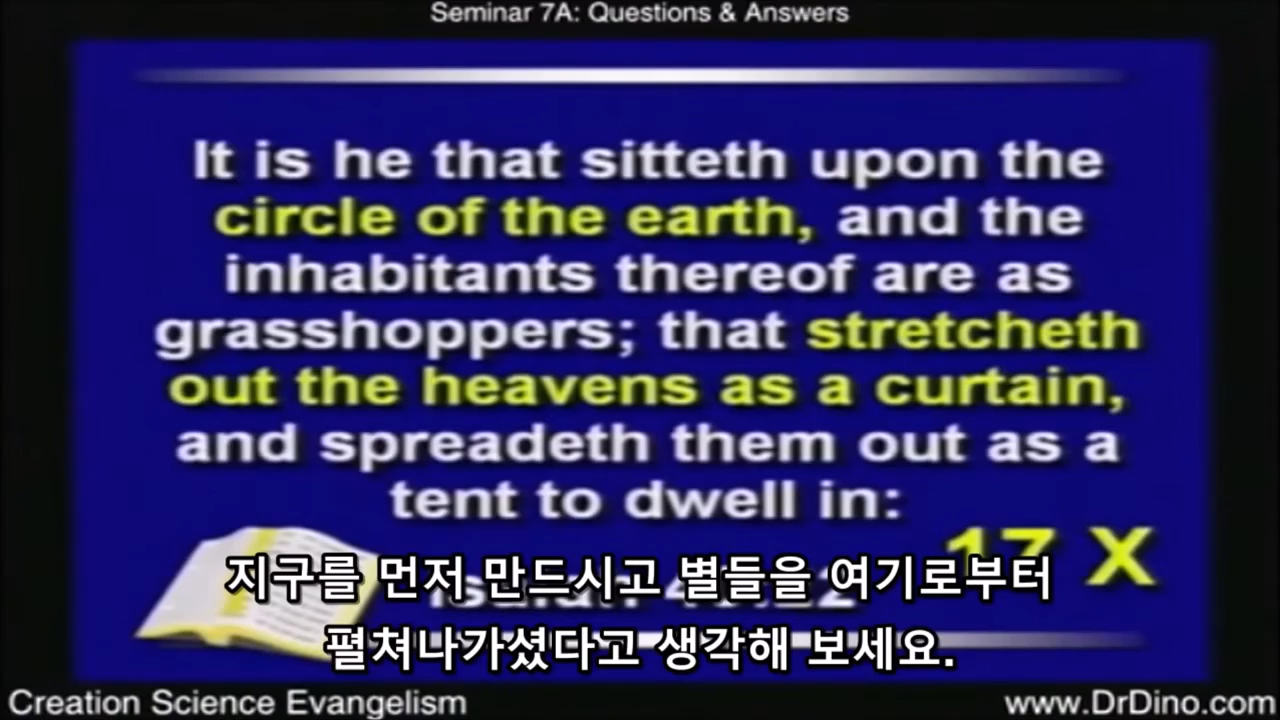 Seminar 7A: Questions & Answers
It is he that sitteth upon the
circle of the earth, and the
inhabitants thereof are as
grasshoppers; that stretcheth
out the heavens as a curtain,
and spreadeth them out as a
tent to dwell in:
17 X
지구를 먼저 만드시고 별들을 여기로부터
펼쳐나가셨다고 생각해 보세요.
Creation Science Evangelism
www.DrDino.com